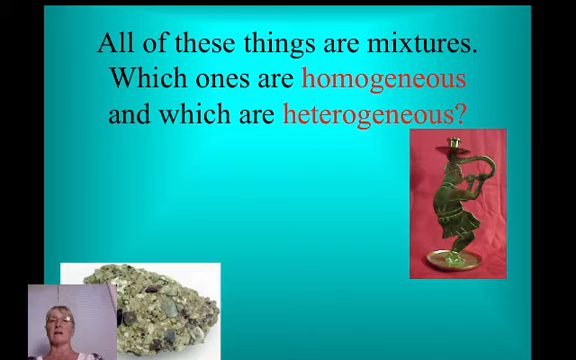 All of these things are mixtures.
Which ones are homogeneous
and which are heterogeneous?